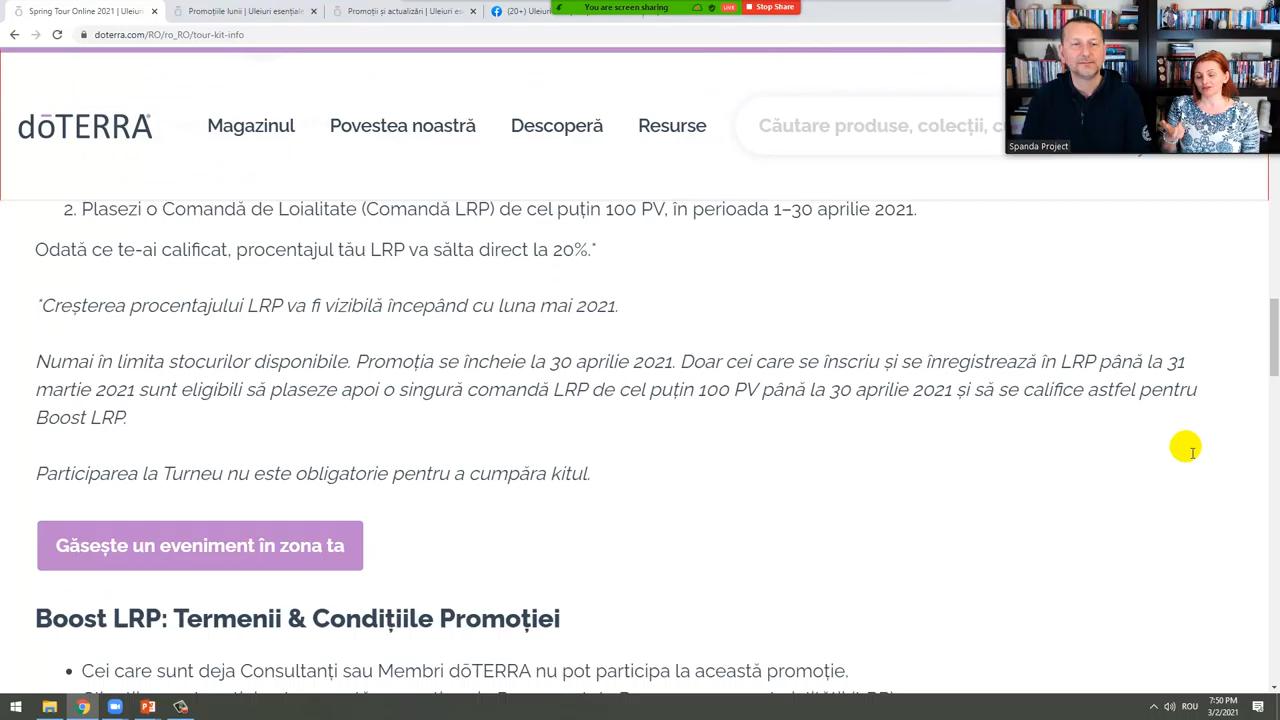 Spring Tour Online 2021 | Uleiuri
Promoțiile lunii | Uleiuri esențiale
Promoții și actualizări | Uleiuri es
(20+) Uleiuri
You are screen sharing
LIVE
Stop Share
doterra.com/RO/ro_RO/tour-kit-info
Spanda Project
dōTERRA
Magazinul
Povestea noastră
Descoperă
Resurse
Căutare produse, colecții, c
2. Plasezi o Comandă de Loialitate (Comandă LRP) de cel puțin 100 PV, în perioada 1–30 aprilie 2021.
Odată ce te-ai calificat, procentajul tău LRP va sălta direct la 20%.*
*Creșterea procentajului LRP va fi vizibilă începând cu luna mai 2021.
Numai în limita stocurilor disponibile. Promoția se încheie la 30 aprilie 2021. Doar cei care se înscriu și se înregistrează în LRP până la 31
martie 2021 sunt eligibili să plaseze apoi o singură comandă LRP de cel puțin 100 PV până la 30 aprilie 2021 și să se califice astfel pentru
Boost LRP.
Participarea la Turneu nu este obligatorie pentru a cumpăra kitul.
Găsește un eveniment în zona ta
Boost LRP: Termenii & Condițiile Promoției
• Cei care sunt deja Consultanți sau Membri dōTERRA nu pot participa la această promoție.
ROU
7:50 PM
3/2/2021